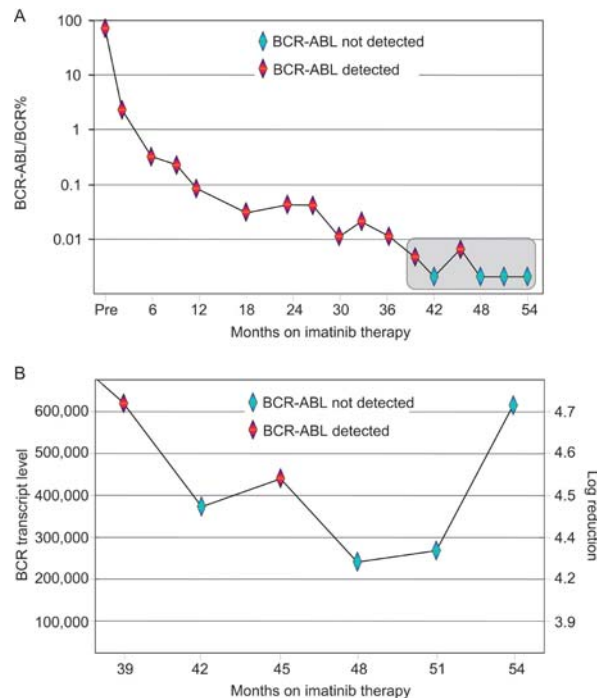 A
100
10
1
0.1
0.01
BCR-ABL/BCR%
BCR-ABL not detected
BCR-ABL detected
Pre 6 12 18 24 30 36 42 48 54
Months on imatinib therapy
B
600,000
500,000
400,000
300,000
200,000
100,000
BCR transcript level
BCR-ABL not detected
BCR-ABL detected
4.7
4.6
4.5
4.4
4.2
3.9
Log reduction
39 42 45 48 51 54
Months on imatinib therapy